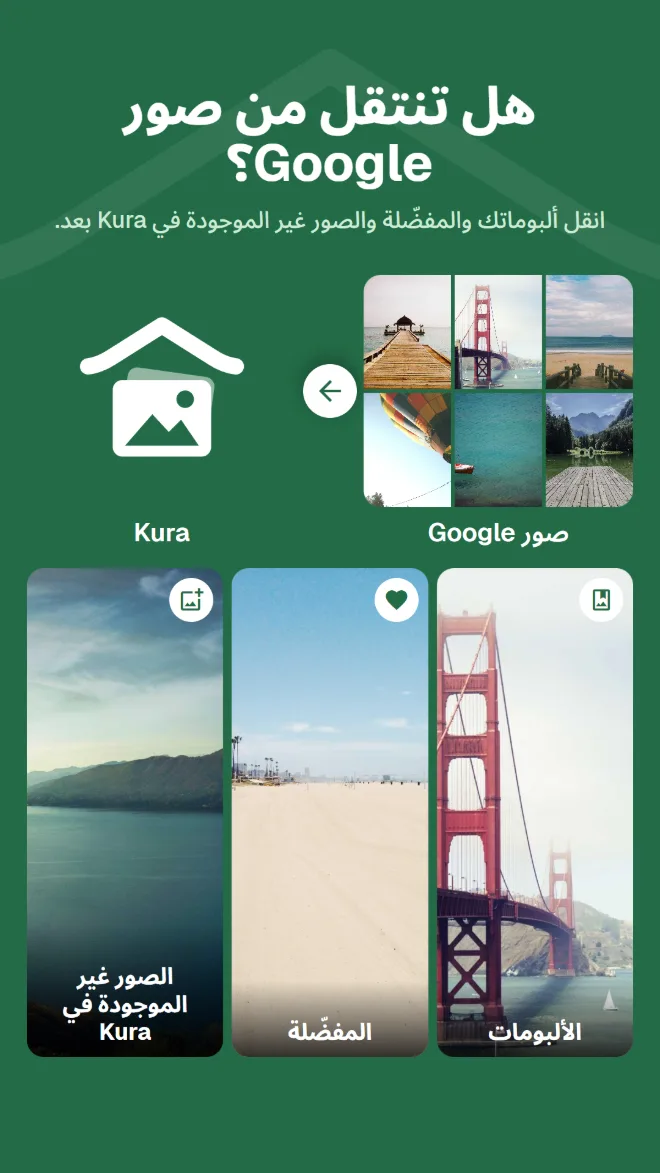 هل تنتقل من صور
Google؟
انقل ألبوماتك والمفضّلة والصور غير الموجودة في Kura بعد.
صور Google
Kura
الألبومات
المفضّلة
الصور غير
الموجودة في
Kura